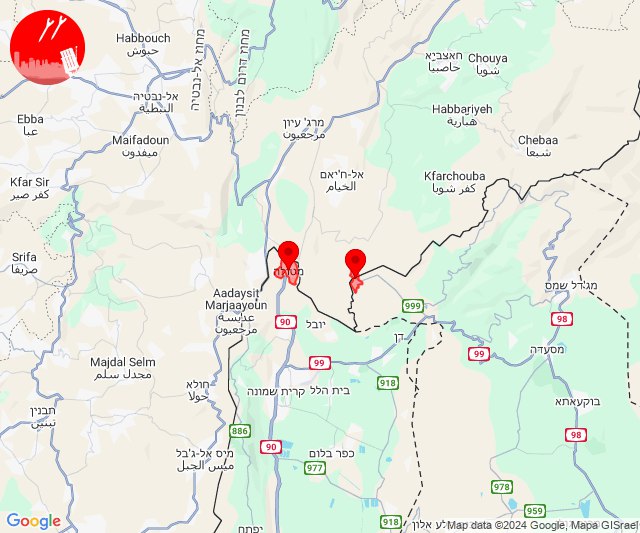 Habbouch
حبوش
מחוז אל-נבטיה
מחוז דרום לבנון
חאצביא
حاصبيا
Chouya
شويا
אל-נבטיה
النبطية
Ebba
عبا
Maifadoun
ميفدون
מרג' עיון
مرجعيون
Habbariyeh
هبارية
Chebaa
شبعا
אל-ח'יאם
الخيام
Kfarchouba
كفر شوبا
Kfar Sir
كفر صير
Srifa
صريفا
מטולה
Aadaysit
Marjaayoun
عديسة
مرجعيون
מג'דל שמס
999
90
יובל
98
דן
Majdal Selm
مجدل سلم
99
99
מסעדה
חולא
حولا
קרית שמונה
בית הלל
918
בוקעאתא
תבנין
تبنين
886
98
90
מיס אל-ג'בל
ميس الجبل
כפר בלום
977
978
959
918
יפתח
Google
Map data ©2024 Google, Mapa GISrael